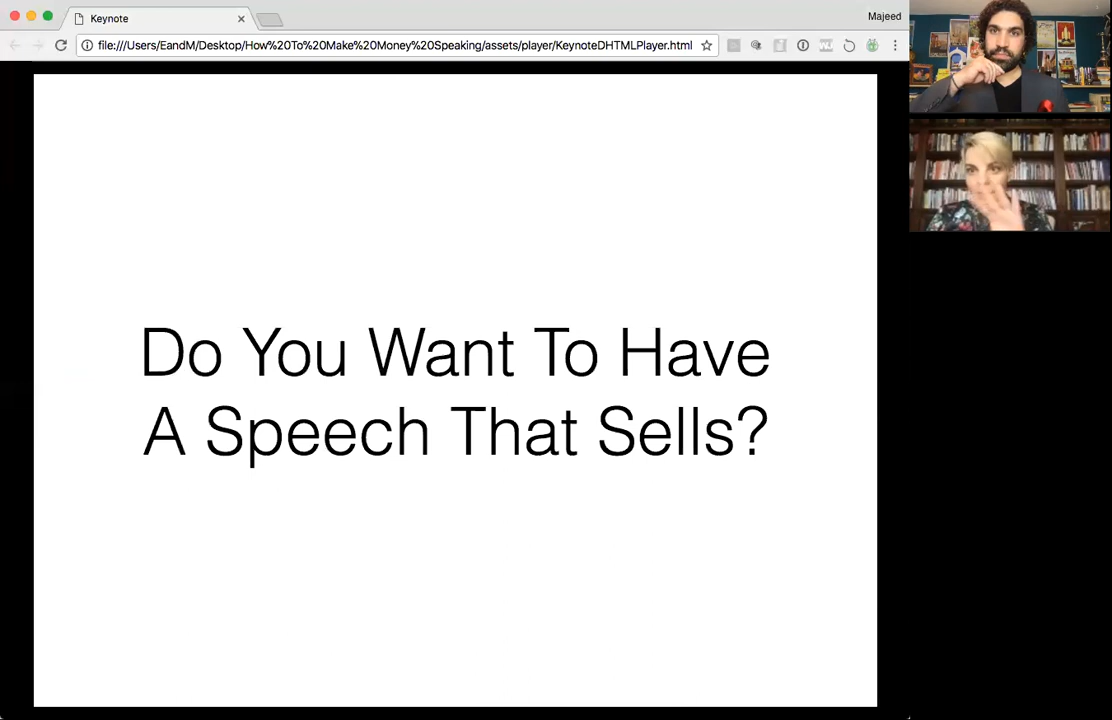 Keynote
Majeed
file:///Users/EandM/Desktop/How%20To%20Make%20Money%20Speaking/assets/player/KeynoteDHTMLPlayer.html
Do You Want To Have
A Speech That Sells?